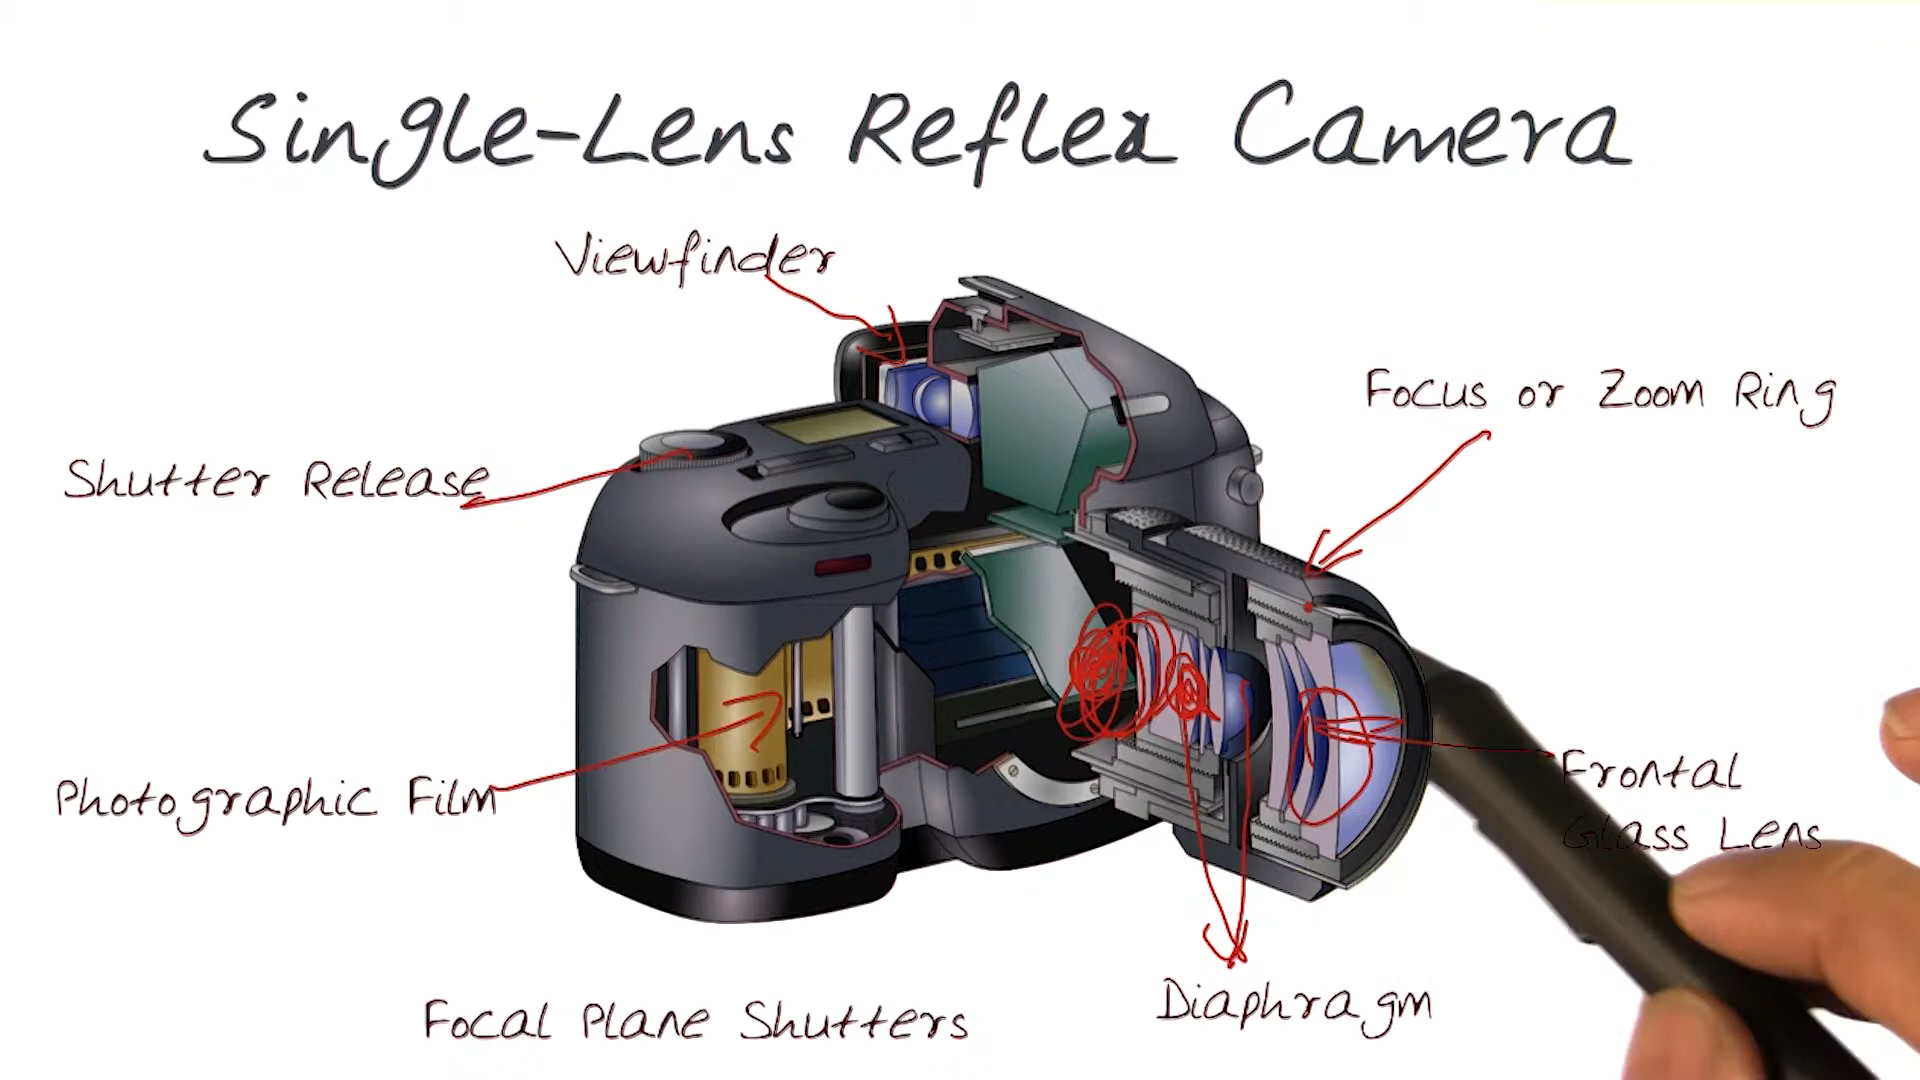 Single-Lens Reflex Camera
Viewfinder
Focus or Zoom Ring
Shutter Release
Photographic Film
Frontal
Glass Lens
Diaphragm
Focal Plane Shutters